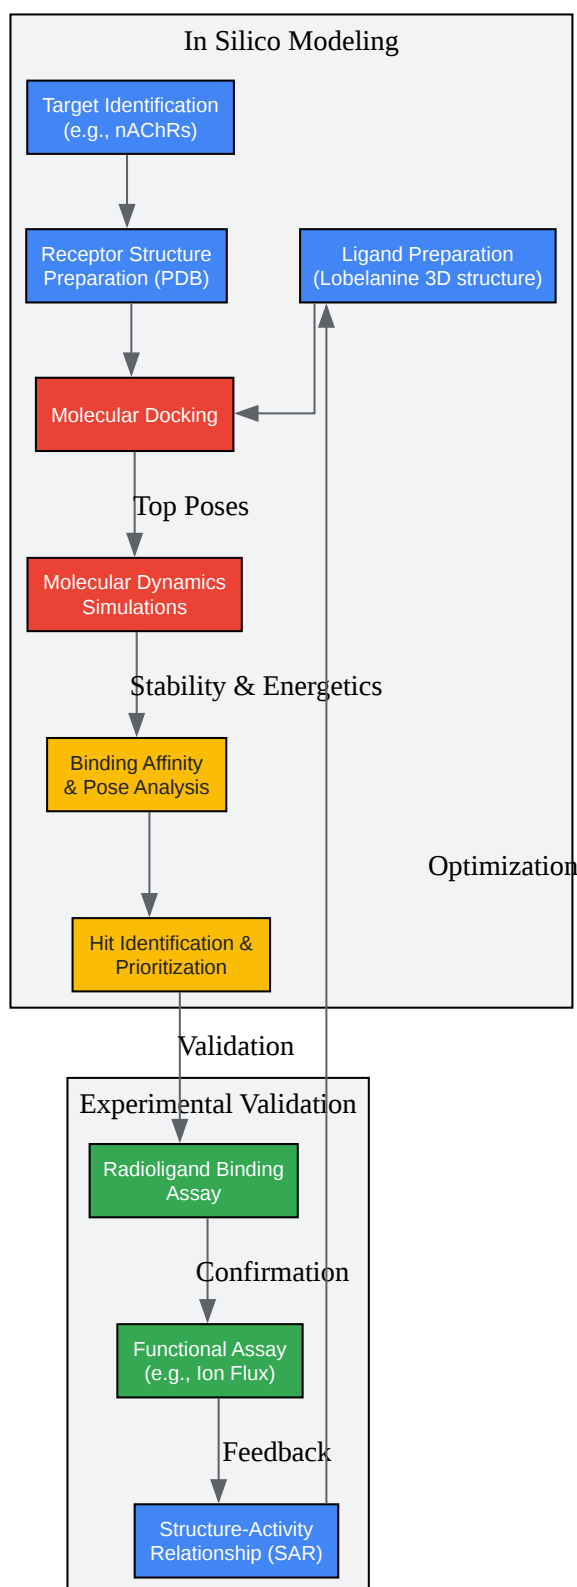 In Silico Modeling
Target Identification
(e.g., nAChRs)
Receptor Structure
Preparation (PDB)
Ligand Preparation
(Lobelanine 3D structure)
Molecular Docking
Top Poses
Molecular Dynamics
Simulations
Stability & Energetics
Binding Affinity
& Pose Analysis
Optimization
Hit Identification &
Prioritization
Validation
Experimental Validation
Radioligand Binding
Assay
Confirmation
Functional Assay
(e.g., Ion Flux)
Feedback
Structure-Activity
Relationship (SAR)